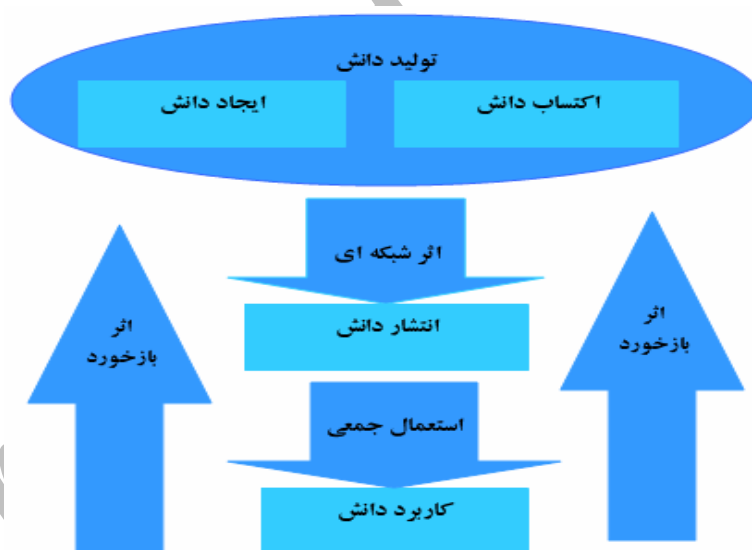 تولید دانش
اکتساب دانش
ایجاد دانش
اثر شبکه ای
اثر
بازخورد
انتشار دانش
اثر
بازخورد
استعمال جمعی
کاربرد دانش